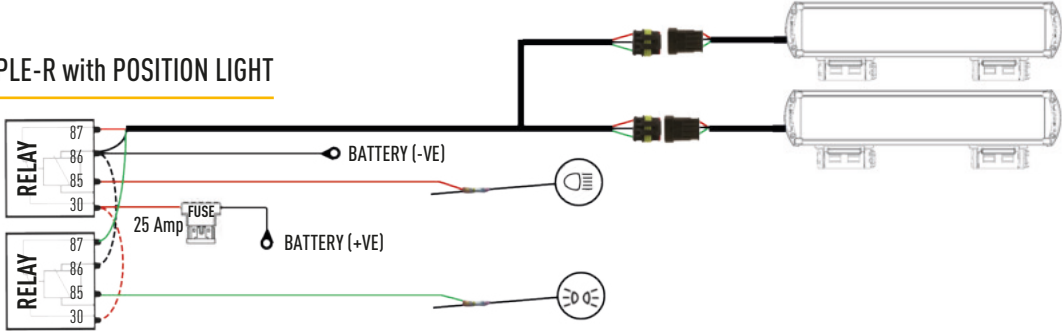 PLE-R with POSITION LIGHT
RELAY
87
86
85
30
BATTERY (-VE)
FUSE
25 Amp
BATTERY (+VE)
RELAY
87
86
85
30